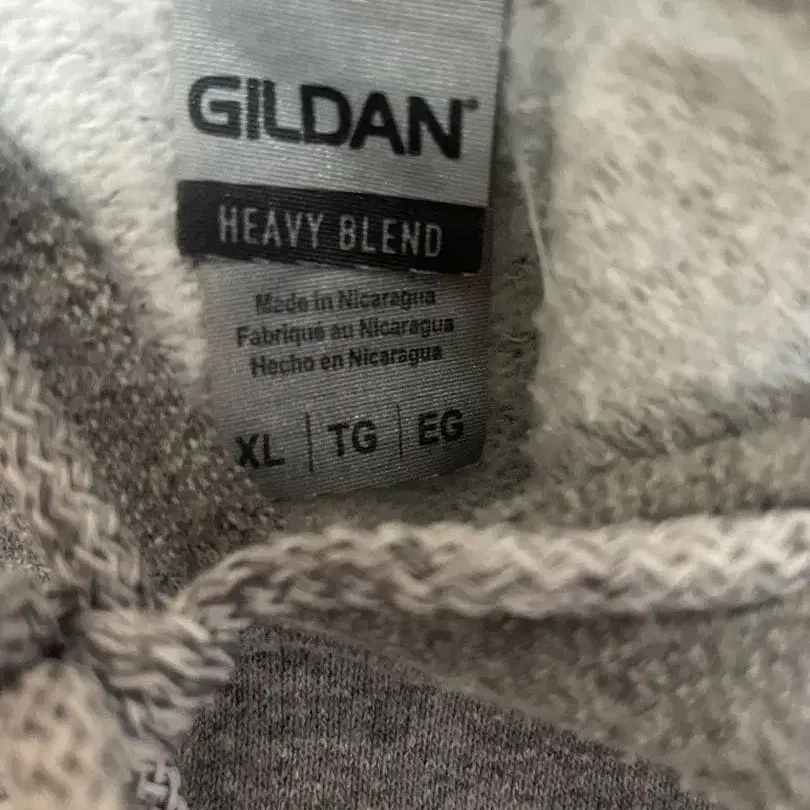 GILDAN
HEAVY BLEND
Made in Nicaragua
Fabriqué au Nicaragua
Hecho en Nicaragua
XL | TG | EG